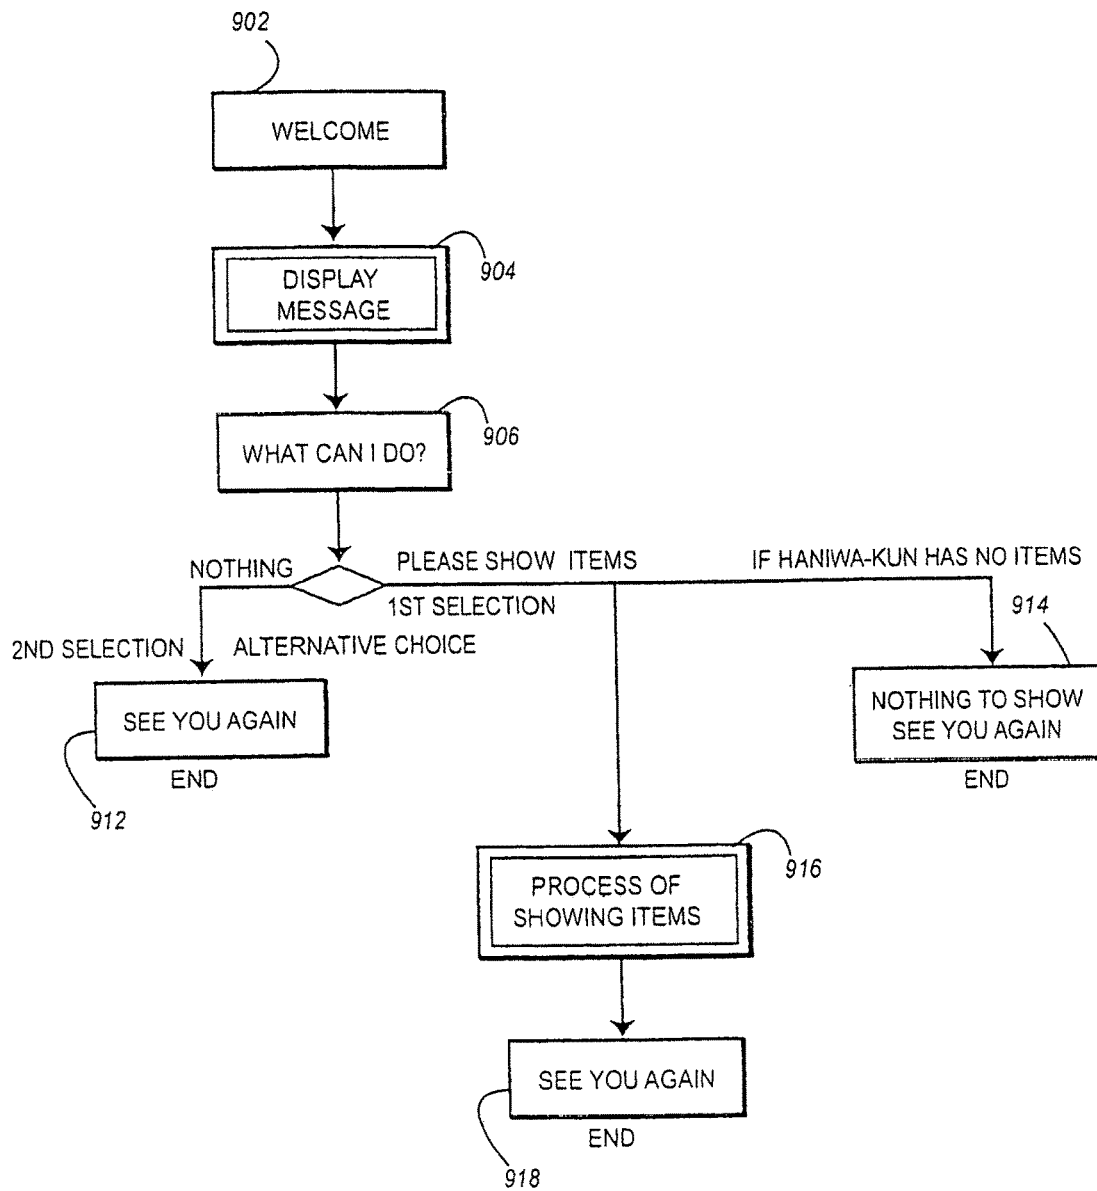 902
WELCOME
904
DISPLAY
MESSAGE
906
WHAT CAN I DO?
NOTHING
PLEASE SHOW ITEMS
IF HANIWA-KUN HAS NO ITEMS
1ST SELECTION
914
2ND SELECTION
ALTERNATIVE CHOICE
SEE YOU AGAIN
NOTHING TO SHOW
SEE YOU AGAIN
END
END
912
916
PROCESS OF
SHOWING ITEMS
SEE YOU AGAIN
END
918